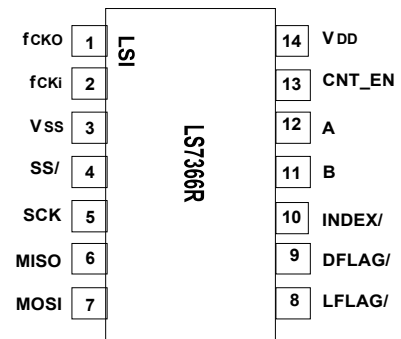 fCKO 1 14 VDD
fCKi 2 13 CNT_EN
VSS 3 12 A
SS/ 4 11 B
SCK 5 10 INDEX/
MISO 6 9 DFLAG/
MOSI 7 8 LFLAG/
LSI
LS7366R